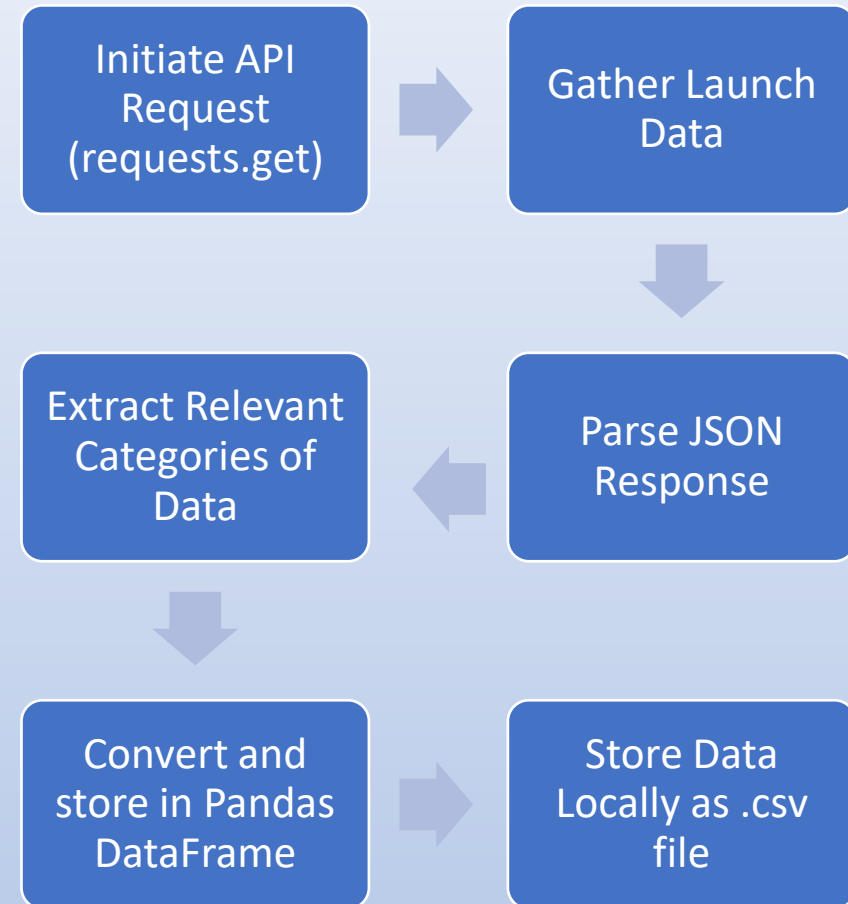 Initiate API
Request
(requests.get)
Gather Launch
Data
Parse JSON
Response
Extract Relevant
Categories of
Data
Convert and
store in Pandas
DataFrame
Store Data
Locally as .csv
file